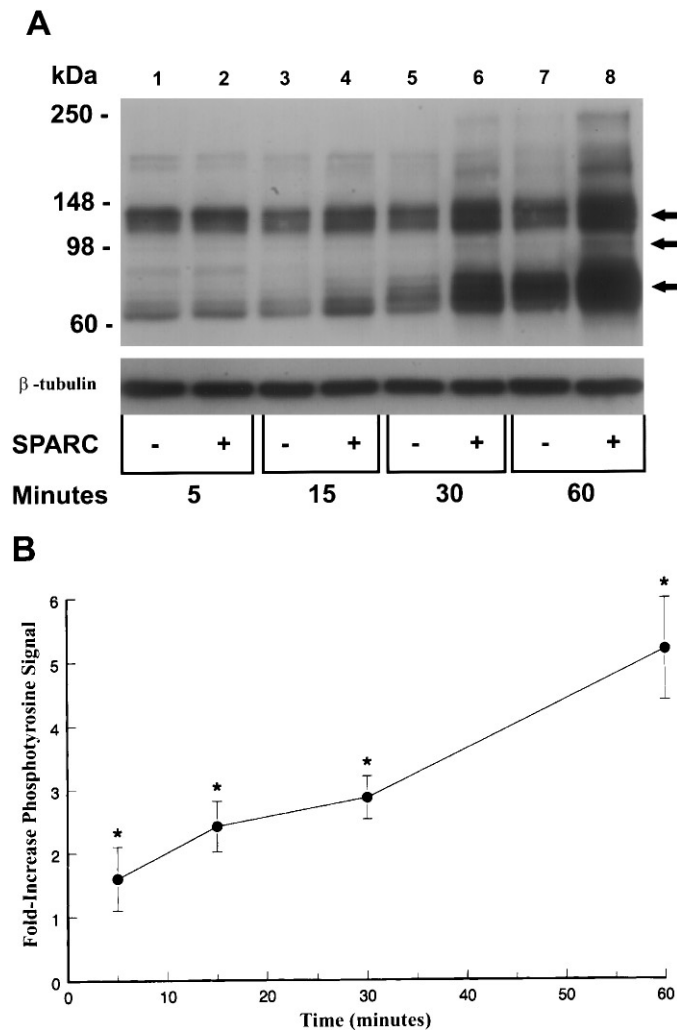 A
kDa 1 2 3 4 5 6 7 8
250 -
148 -
98 -
60 -
β -tubulin
SPARC - + - + - + - +
Minutes 5 15 30 60
B
Fold-Increase Phosphotyrosine Signal
6
5
4
3
2
1
0
* * * *
0 10 20 30 40 50 60
Time (minutes)